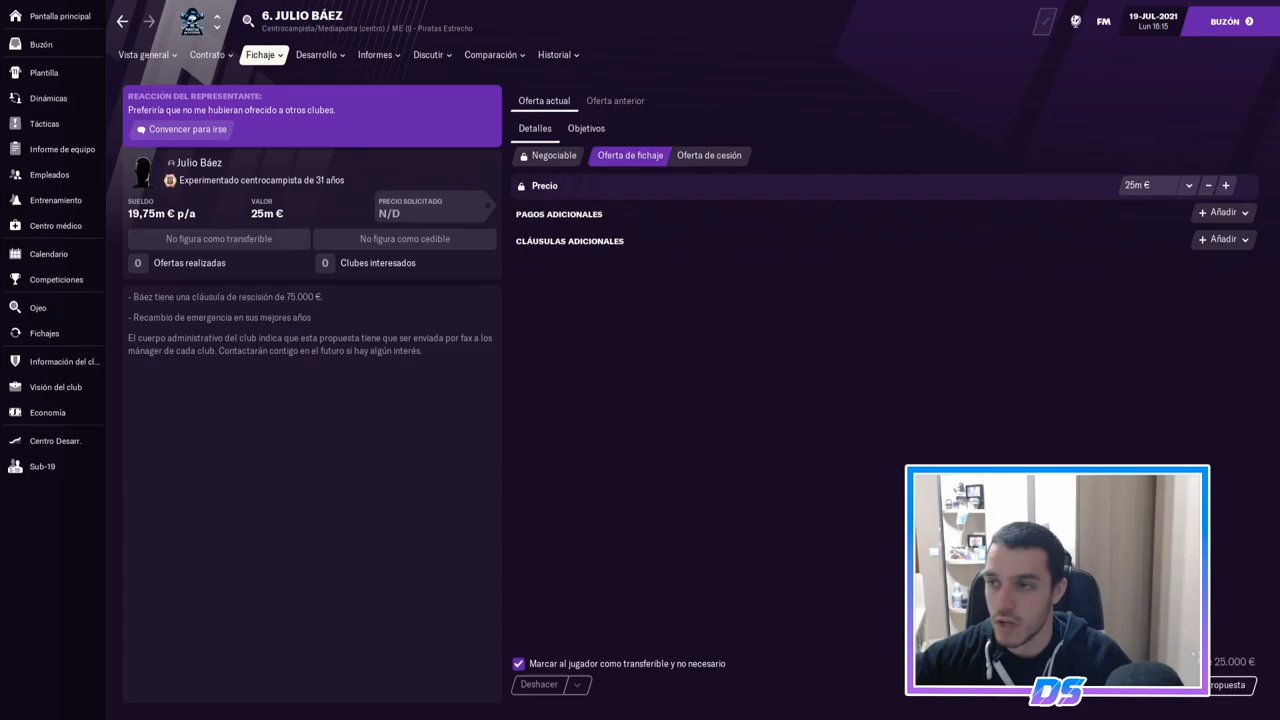 Pantalla principal
Buzón
Plantilla
Dinámicas
Tácticas
Informe de equipo
Empleados
Entrenamiento
Centro médico
Calendario
Competiciones
Ojeo
Fichajes
Información del cl...
Visión del club
Economía
Centro Desarr.
Sub-19
6. JULIO BÁEZ
Centrocampista/Mediapunta (centro) / ME (I) - Piratas Estrecho
FM
19-JUL-2021
Lun 16:15
BUZÓN
Vista general
Contrato
Fichaje
Desarrollo
Informes
Discutir
Comparación
Historial
REACCIÓN DEL REPRESENTANTE:
Preferiría que no me hubieran ofrecido a otros clubes.
Convencer para irse
Julio Báez
Experimentado centrocampista de 31 años
SUELDO
19,75m € p/a
VALOR
25m €
PRECIO SOLICITADO
N/D
No figura como transferible
No figura como cedible
0 Ofertas realizadas
0 Clubes interesados
- Báez tiene una cláusula de rescisión de 75.000 €.
- Recambio de emergencia en sus mejores años
El cuerpo administrativo del club indica que esta propuesta tiene que ser enviada por fax a los
mánager de cada club. Contactarán contigo en el futuro si hay algún interés.
Oferta actual
Oferta anterior
Detalles
Objetivos
Negociable
Oferta de fichaje
Oferta de cesión
Precio
25m €
PAGOS ADICIONALES
Añadir
CLÁUSULAS ADICIONALES
Añadir
Marcar al jugador como transferible y no necesario
Deshacer
25.000 €
ropuesta
DS